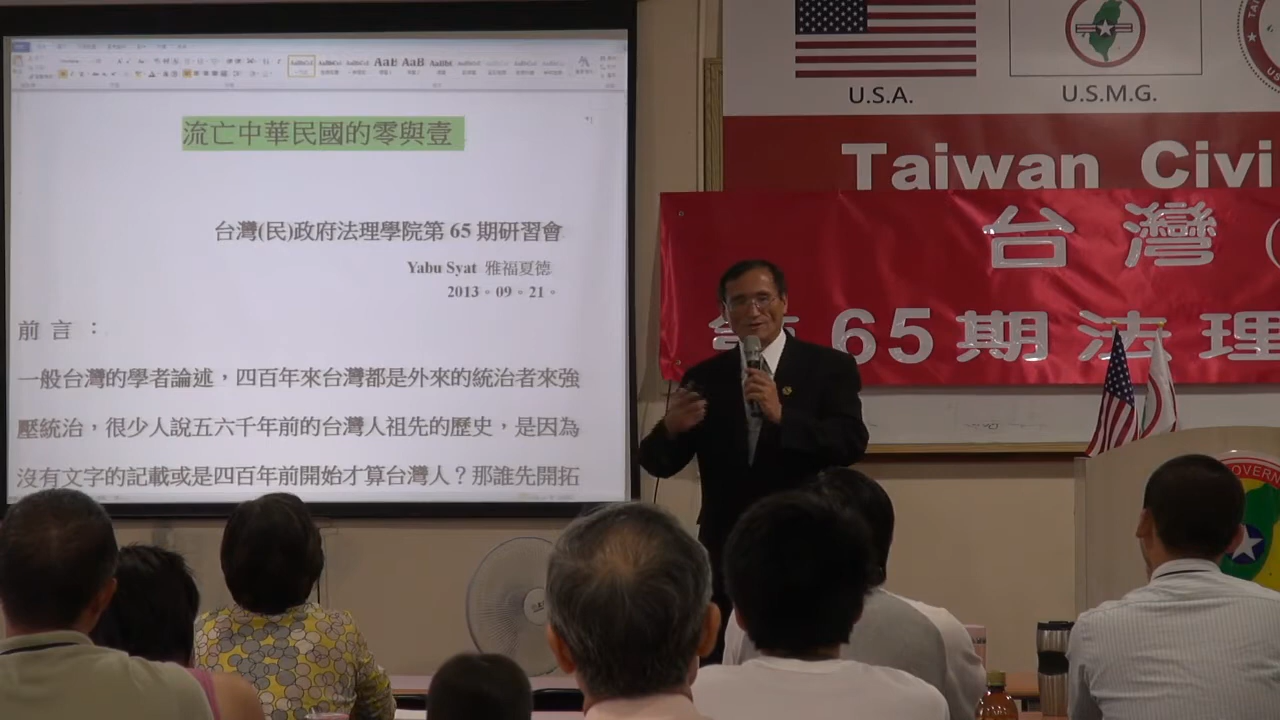 流亡中華民國的零與壹
台灣(民)政府法理學院第 65 期研習會
Yabu Syat 雅福夏德
2013。09。21。
前 言 ：
一般台灣的學者論述，四百年來台灣都是外來的統治者來強
壓統治，很少人說五六千年前的台灣人祖先的歷史，是因為
沒有文字的記載或是四百年前開始才算台灣人？那誰先開拓
U.S.A.
U.S.M.G.
Taiwan Civi
台 灣
65期法理
GOVERN